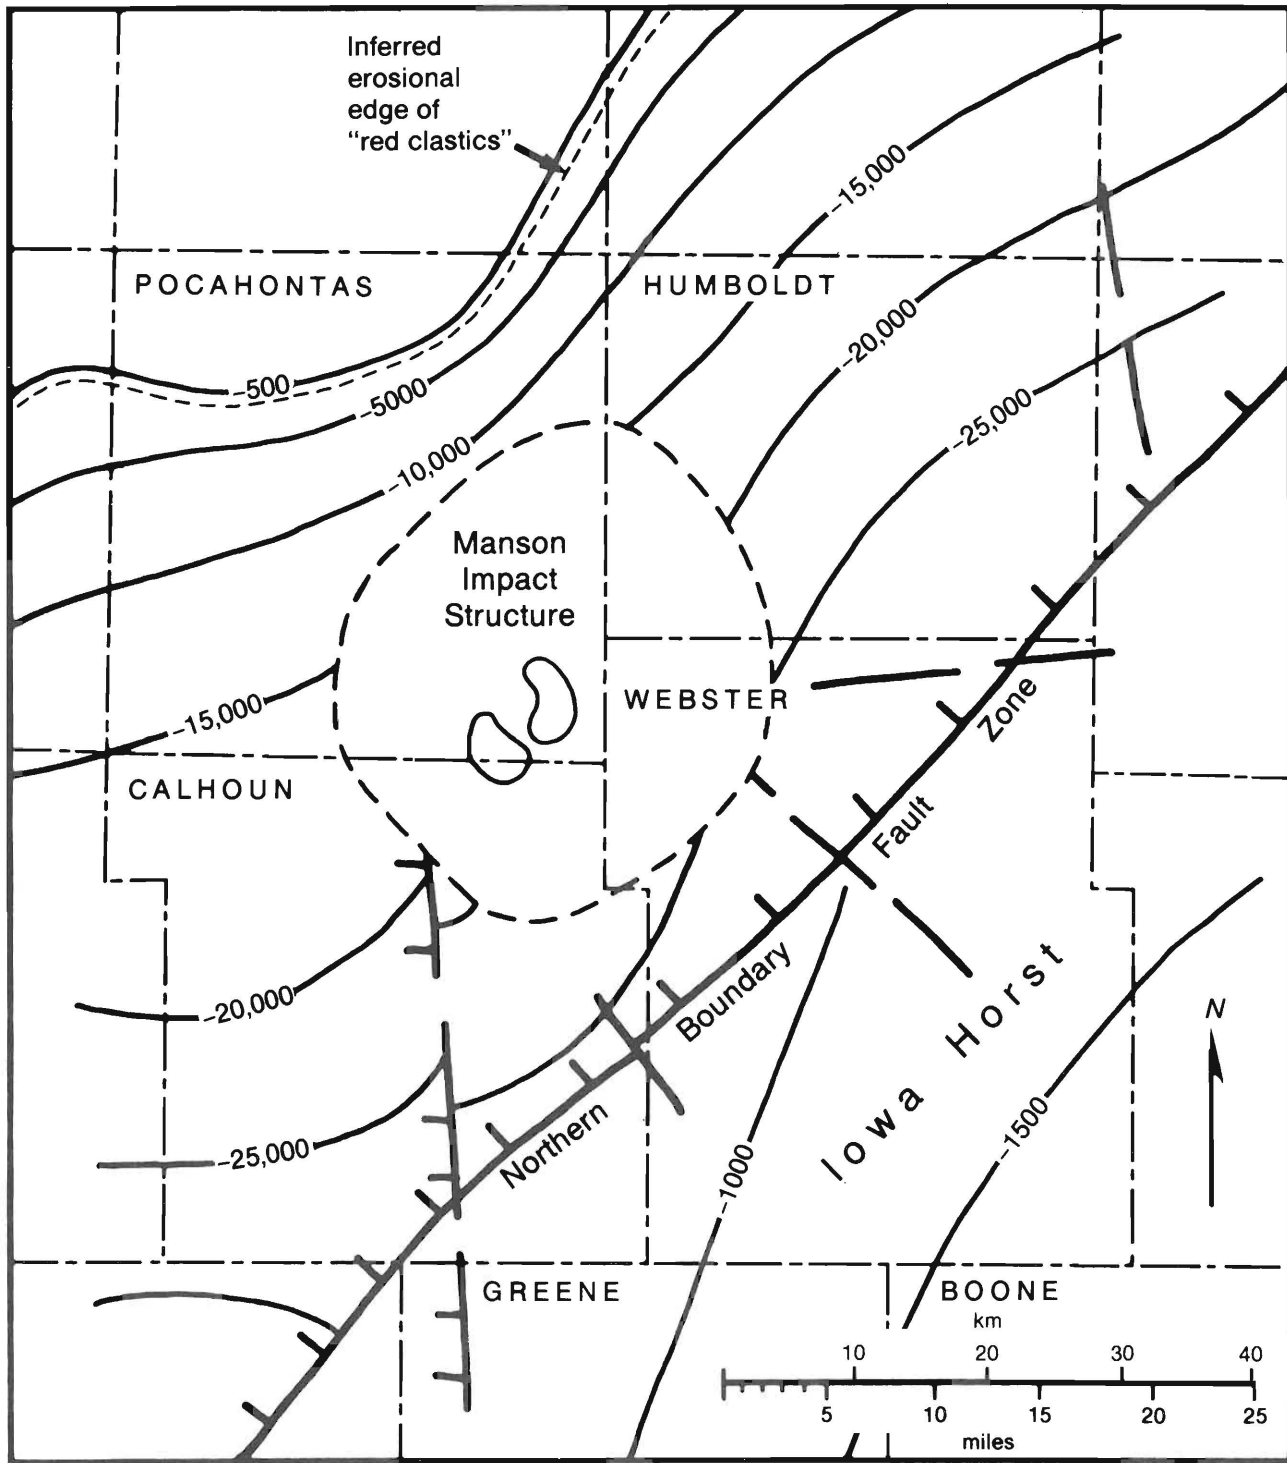 Inferred
erosional
edge of
“red clastics”
-15,000
POCAHONTAS
HUMBOLDT
-20,000
-500
-5000
-25,000
-10,000
Manson
Impact
Structure
WEBSTER
-15,000
Zone
CALHOUN
Fault
-20,000
Boundary
Iowa Horst
N
-25,000
Northern
-1500
-1000
GREENE
BOONE
km
10 20 30 40
5 10 15 20 25
miles